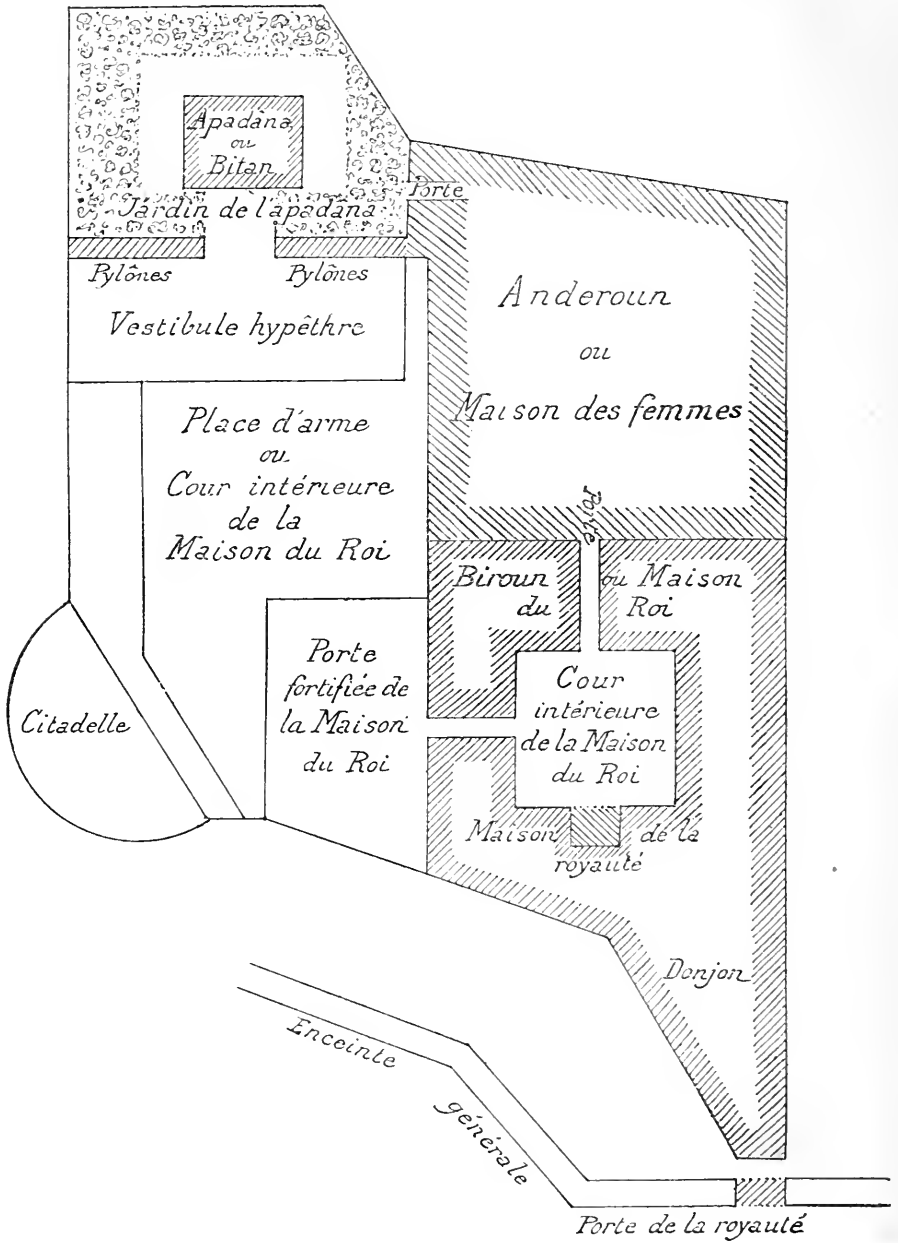 Apadâna
ou
Bitan
Jardin de l'apadâna
Porte
Pylônes
Pylônes
Vestibule hypêthre
Anderoun
ou
Maison des femmes
Place d'arme
ou
Cour intérieure
de la
Maison du Roi
Porte
Biroun ou Maison
du Roi
Porte
fortifiée de
la Maison
du Roi
Cour
intérieure
de la Maison
du Roi
Citadelle
Maison de la
royauté
Donjon
Enceinte
générale
Porte de la royauté